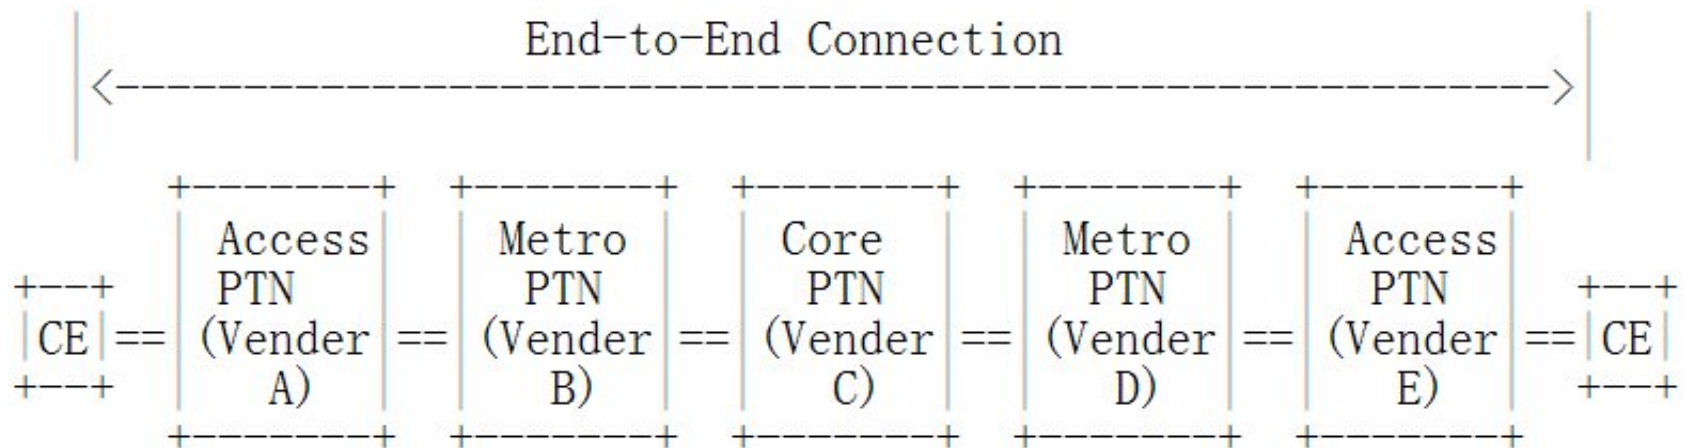 End-to-End Connection
|<--------------------------------------------------------->|
+-------+ +-------+ +-------+ +-------+ +-------+
Access Metro Core Metro Access
+--+ PTN PTN PTN PTN PTN +--+
|CE|==| (Vender |==| (Vender |==| (Vender |==| (Vender |==| (Vender |==|CE|
+--+ A) B) C) D) E) +--+
+-------+ +-------+ +-------+ +-------+ +-------+